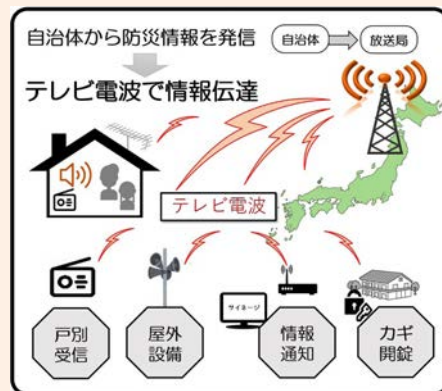 自治体から防災情報を発信
自治体
放送局
テレビ電波で情報伝達
テレビ電波
サイネージ
戸別
受信
屋外
設備
情報
通知
カギ
開錠